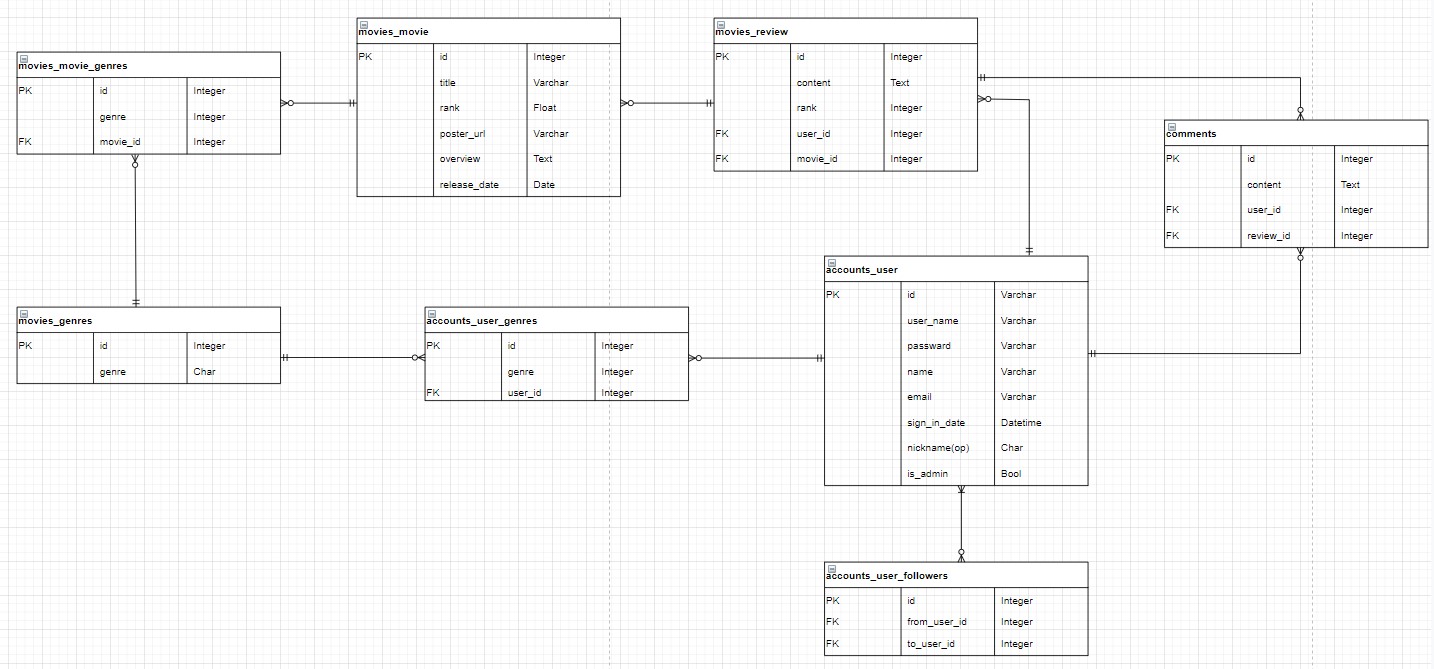 movies_movie_genres
PK id Integer
genre Integer
FK movie_id Integer
movies_movie
PK id Integer
title Varchar
rank Float
poster_url Varchar
overview Text
release_date Date
movies_review
PK id Integer
content Text
rank Integer
FK user_id Integer
FK movie_id Integer
comments
PK id Integer
content Text
FK user_id Integer
FK review_id Integer
movies_genres
PK id Integer
genre Char
accounts_user_genres
PK id Integer
genre Integer
FK user_id Integer
accounts_user
PK id Varchar
user_name Varchar
passward Varchar
name Varchar
email Varchar
sign_in_date Datetime
nickname(op) Char
is_admin Bool
accounts_user_followers
PK id Integer
FK from_user_id Integer
FK to_user_id Integer